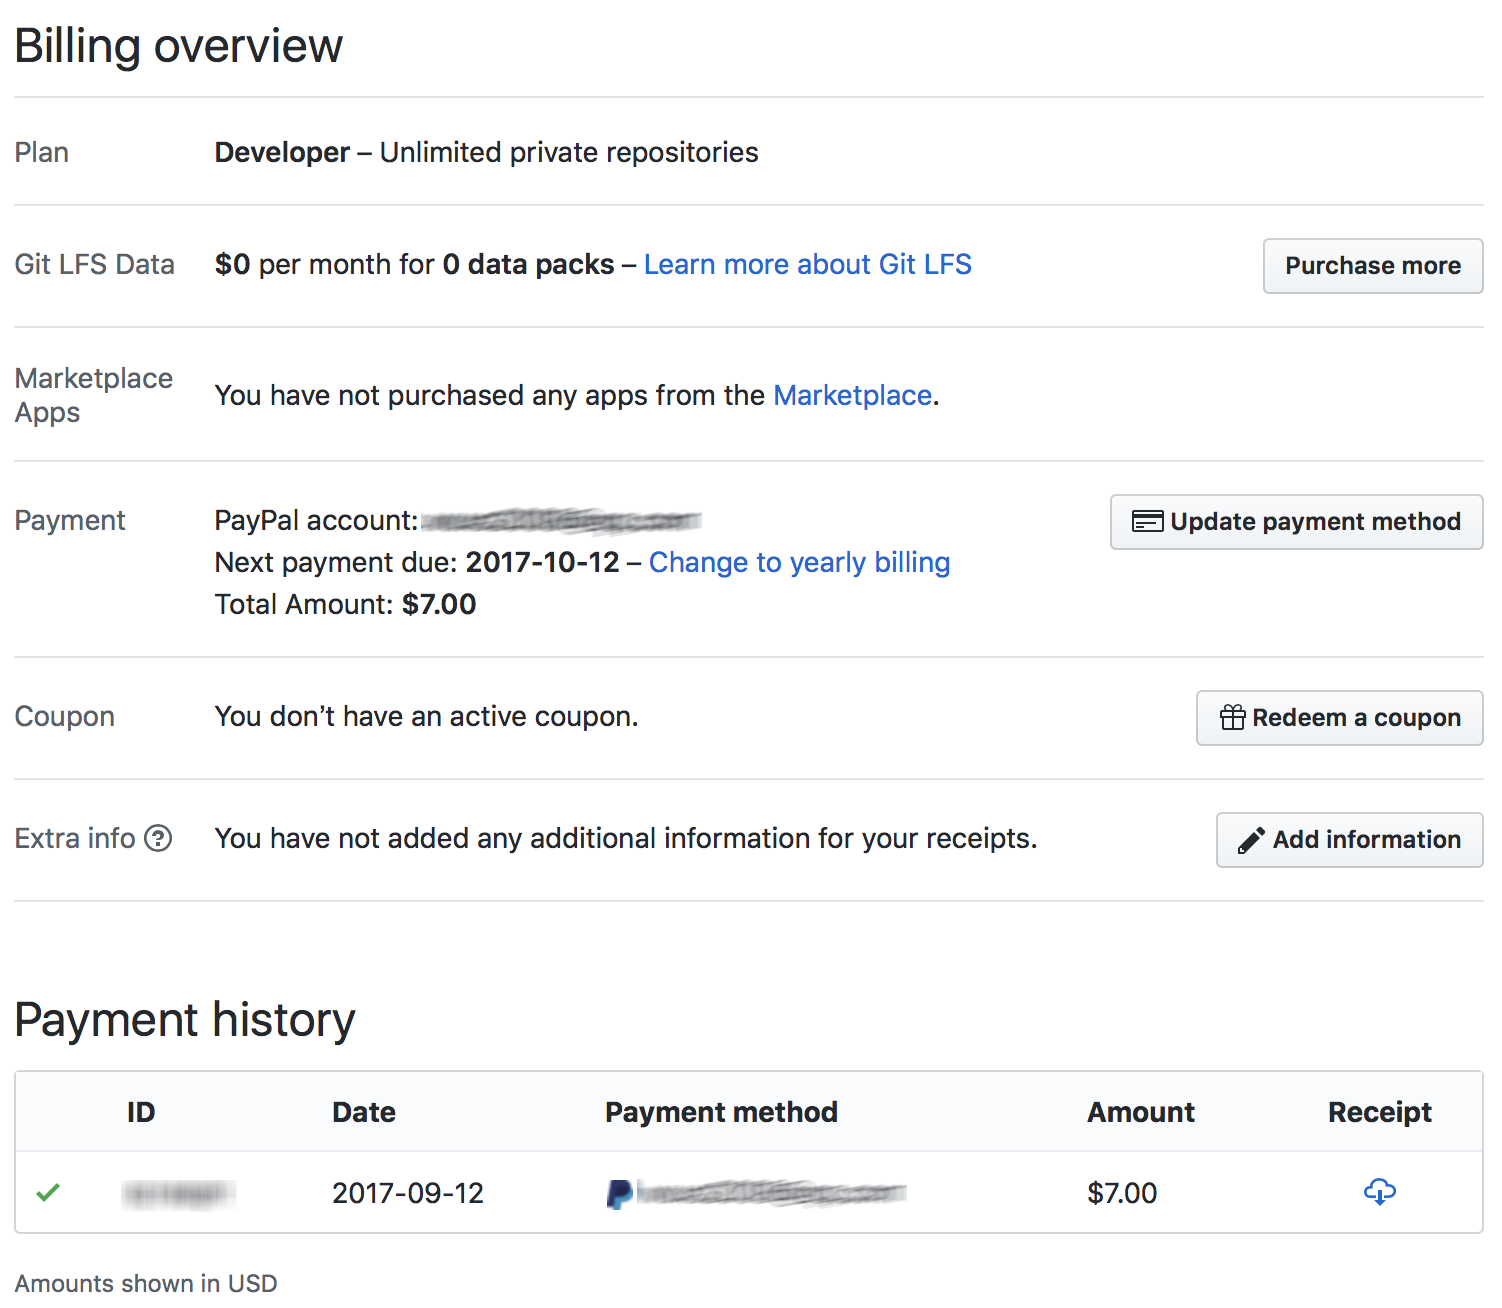 Billing overview
Plan
Developer – Unlimited private repositories
Git LFS Data
$0 per month for 0 data packs – Learn more about Git LFS
Purchase more
Marketplace
Apps
You have not purchased any apps from the Marketplace.
Payment
PayPal account:
Next payment due: 2017-10-12 – Change to yearly billing
Total Amount: $7.00
Update payment method
Coupon
You don’t have an active coupon.
Redeem a coupon
Extra info
You have not added any additional information for your receipts.
Add information
Payment history
ID Date Payment method Amount Receipt
2017-09-12 $7.00
Amounts shown in USD